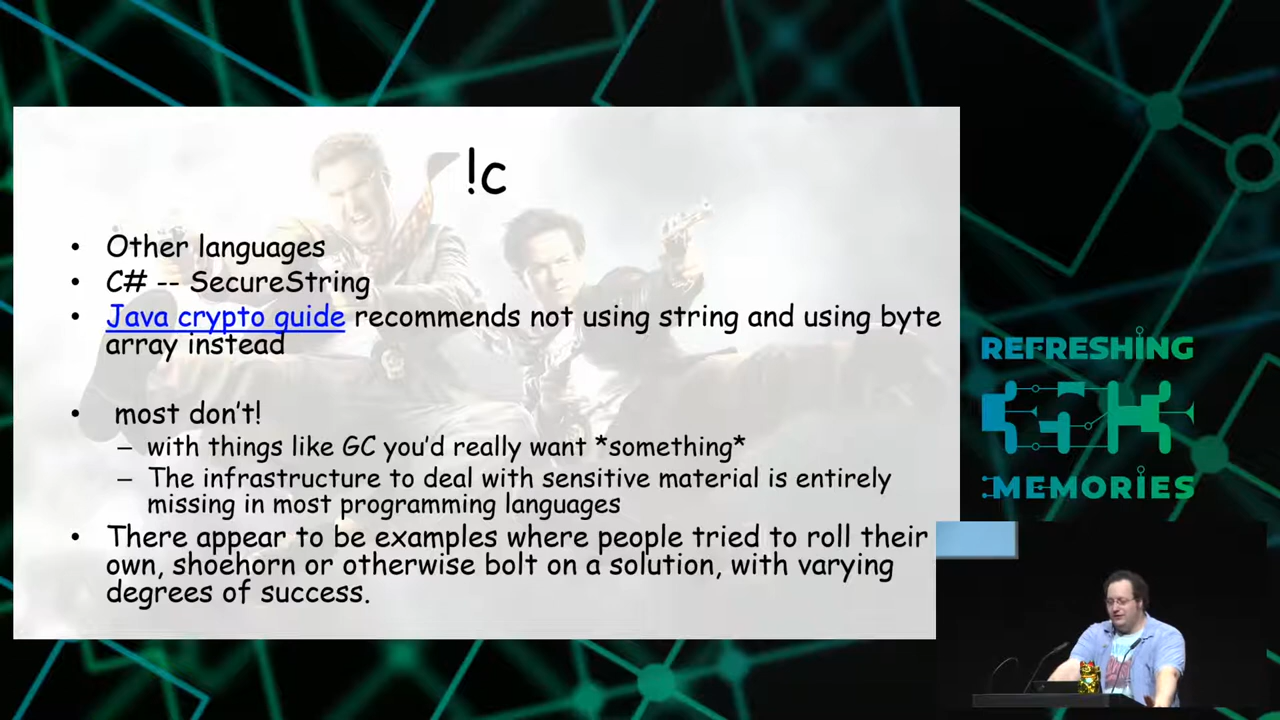 !c
• Other languages
• C# -- SecureString
• Java crypto guide recommends not using string and using byte
array instead
• most don't!
– with things like GC you'd really want *something*
– The infrastructure to deal with sensitive material is entirely
missing in most programming languages
• There appear to be examples where people tried to roll their
own, shoehorn or otherwise bolt on a solution, with varying
degrees of success.
REFRESHING
MEMORIES